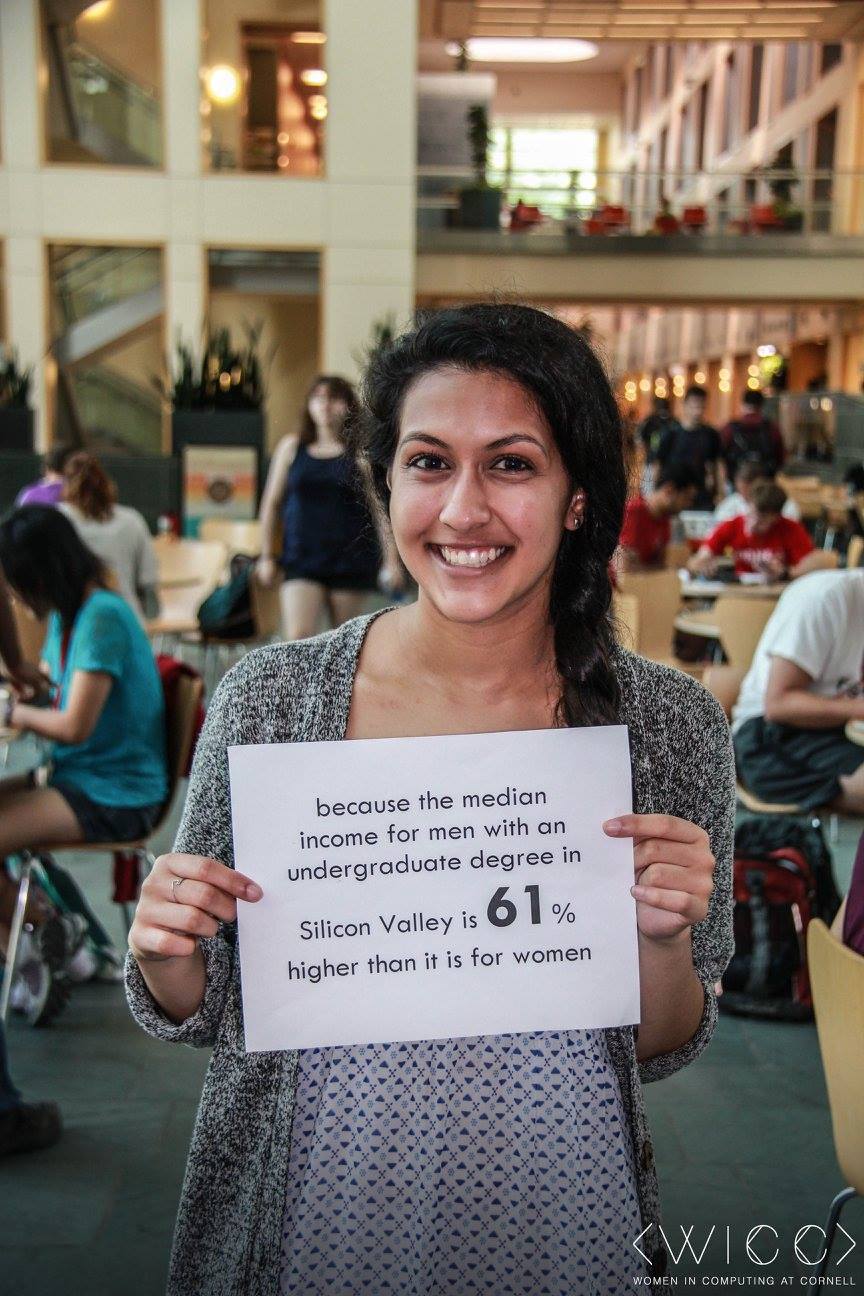 because the median
income for men with an
undergraduate degree in
Silicon Valley is 61%
higher than it is for women
<WICC>
WOMEN IN COMPUTING AT CORNELL